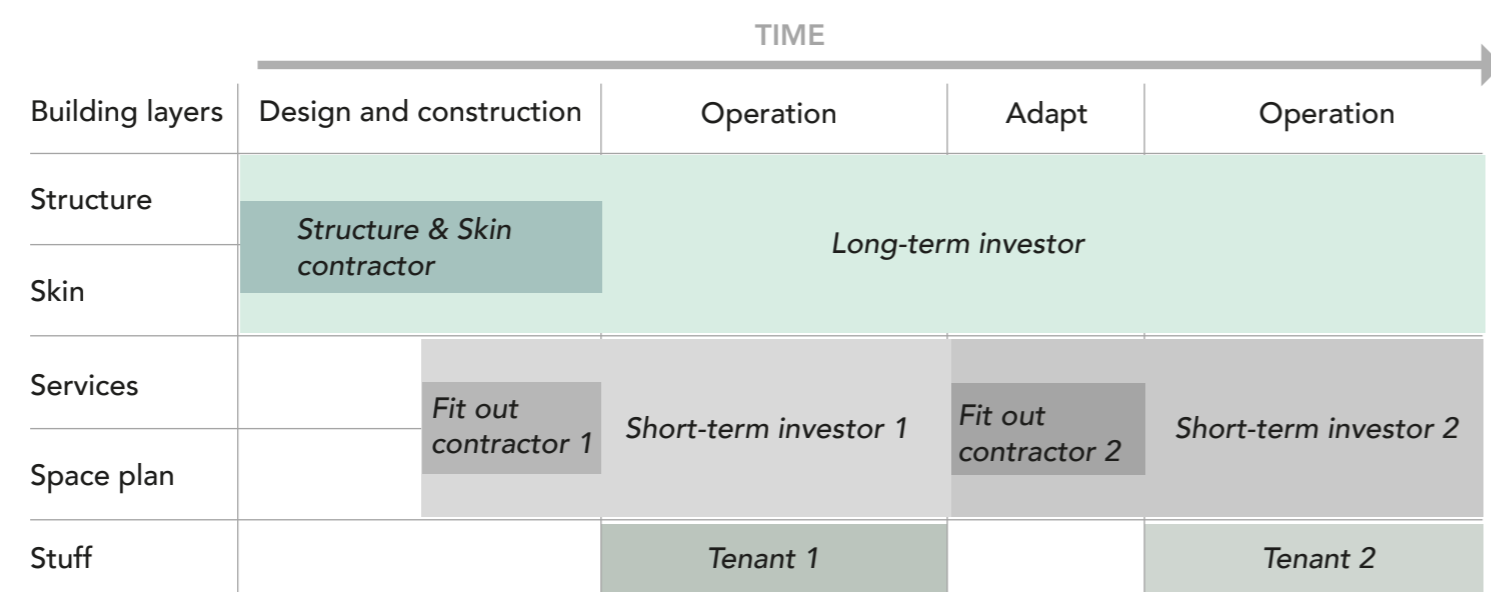 TIME
Building layers
Design and construction
Operation
Adapt
Operation
Structure
Structure & Skin
contractor
Long-term investor
Skin
Services
Fit out
contractor 1
Short-term investor 1
Fit out
contractor 2
Short-term investor 2
Space plan
Stuff
Tenant 1
Tenant 2